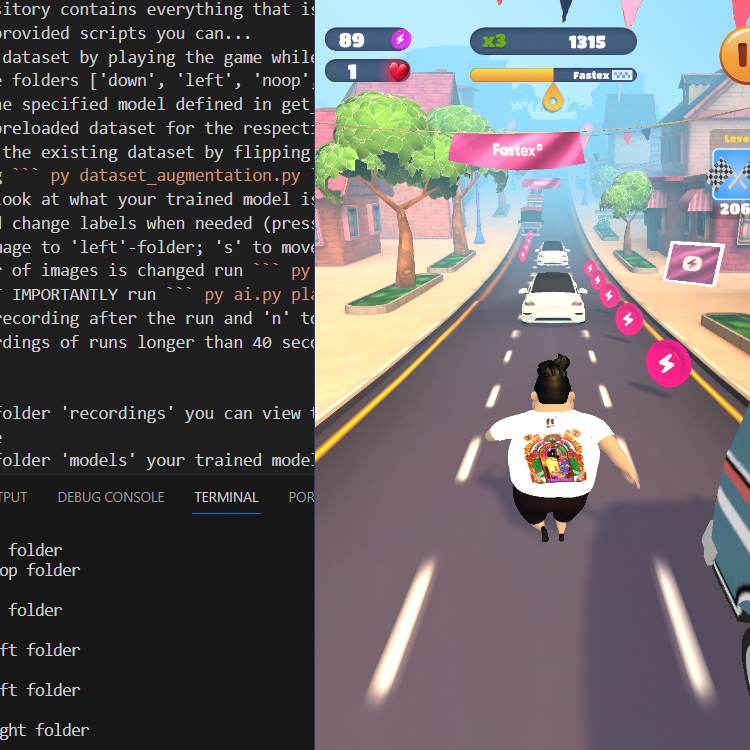 sitory contains everything that is
provided scripts you can...
dataset by playing the game while
e folders ['down', 'left', 'noop'
he specified model defined in get_
preloaded dataset for the respecti
the existing dataset by flipping
g ``` py dataset_augmentation.py `
look at what your trained model is
d change labels when needed (press
mage to 'left'-folder; 's' to move
r of images is changed run ``` py
T IMPORTANTLY run ``` py ai.py pla
recording after the run and 'n' to
rdings of runs longer than 40 seco
folder 'recordings' you can view t
e
folder 'models' your trained model
TPUT DEBUG CONSOLE TERMINAL POR
folder
op folder
folder
ft folder
ft folder
ght folder
89
x3 1315
1
Fastex
Fastex
Level
206